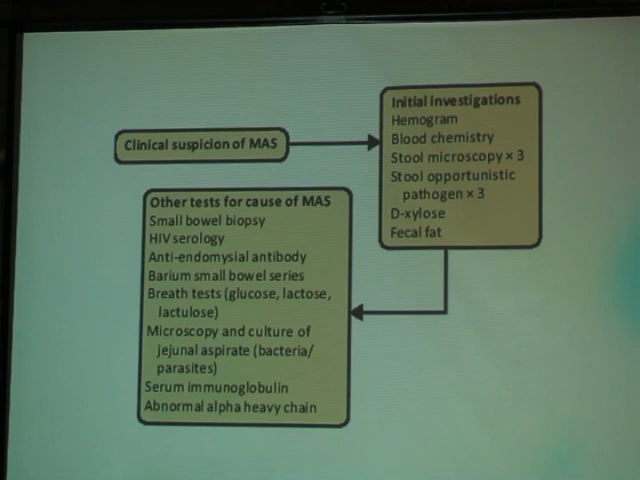 Clinical suspicion of MAS
Initial investigations
Hemogram
Blood chemistry
Stool microscopy × 3
Stool opportunistic
pathogen × 3
D-xylose
Fecal fat
Other tests for cause of MAS
Small bowel biopsy
HIV serology
Anti-endomysial antibody
Barium small bowel series
Breath tests (glucose, lactose,
lactulose)
Microscopy and culture of
jejunal aspirate (bacteria/
parasites)
Serum immunoglobulin
Abnormal alpha heavy chain